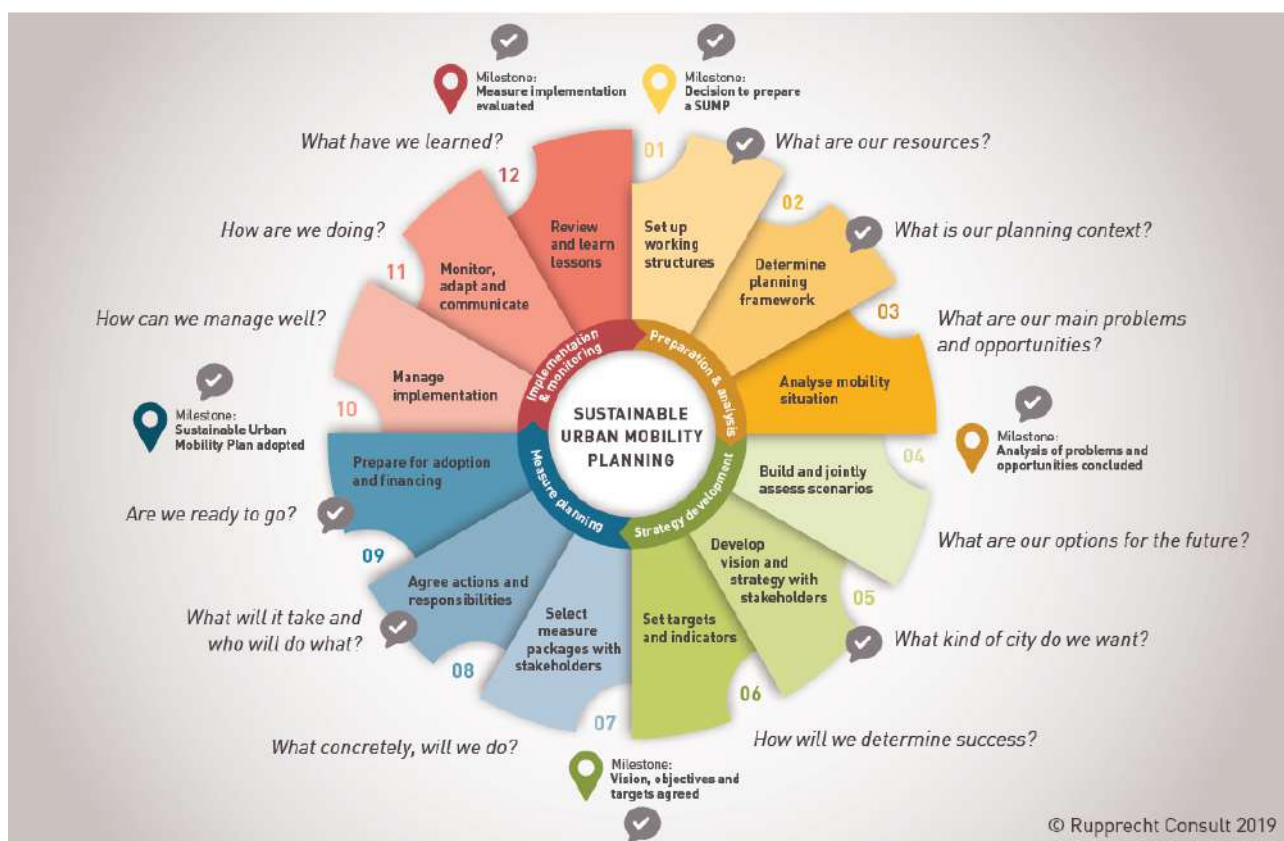 Milestone:
Measure implementation
evaluated
Milestone:
Decision to prepare
a SUMP
What have we learned?
12
Review
and learn
lessons
01
Set up
working
structures
What are our resources?
02
Determine
planning
framework
What is our planning context?
03
Analyse mobility
situation
What are our main problems
and opportunities?
Milestone:
Analysis of problems and
opportunities concluded
04
Build and jointly
assess scenarios
What are our options for the future?
05
Develop
vision and
strategy with
stakeholders
What kind of city do we want?
06
Set targets
and indicators
How will we determine success?
Milestone:
Vision, objectives and
targets agreed
07
Select
measure
packages with
stakeholders
What concretely, will we do?
08
Agree actions and
responsibilities
What will it take and
who will do what?
09
Prepare for adoption
and financing
Are we ready to go?
Milestone:
Sustainable Urban
Mobility Plan adopted
10
Manage
implementation
How can we manage well?
11
Monitor,
adapt and
communicate
How are we doing?
Implementation
& monitoring
Preparation & analysis
Strategy development
Measure planning
SUSTAINABLE
URBAN MOBILITY
PLANNING
© Rupprecht Consult 2019